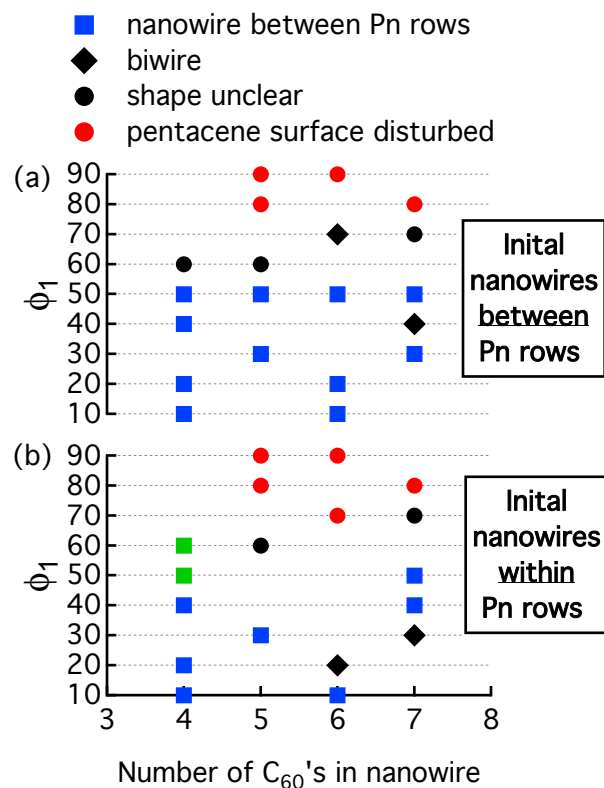 nanowire between Pn rows
biwire
shape unclear
pentacene surface disturbed
(a)
90
80
70
60
50
40
30
20
10
ϕ₁
Inital
nanowires
between
Pn rows
(b)
90
80
70
60
50
40
30
20
10
ϕ₁
Inital
nanowires
within
Pn rows
3 4 5 6 7 8
Number of C₆₀'s in nanowire